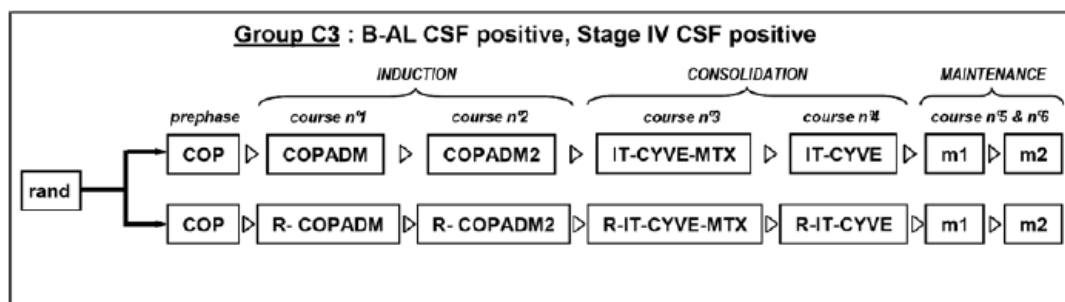 Group C3 : B-AL CSF positive, Stage IV CSF positive
INDUCTION CONSOLIDATION MAINTENANCE
prephase course n°1 course n°2 course n°3 course n°4 course n°5 & n°6
COP COPADM COPADM2 IT-CYVE-MTX IT-CYVE m1 m2
rand
COP R- COPADM R- COPADM2 R-IT-CYVE-MTX R-IT-CYVE m1 m2